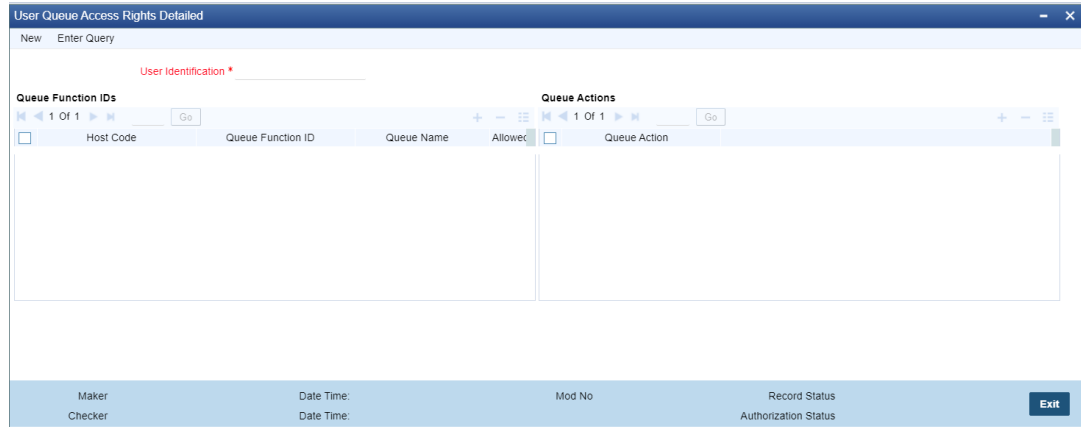 User Queue Access Rights Detailed
New Enter Query
User Identification *
Queue Function IDs Queue Actions
1 Of 1 Go 1 Of 1 Go
Host Code Queue Function ID Queue Name Allowed Queue Action
Maker Date Time: Mod No Record Status
Checker Date Time: Authorization Status
Exit